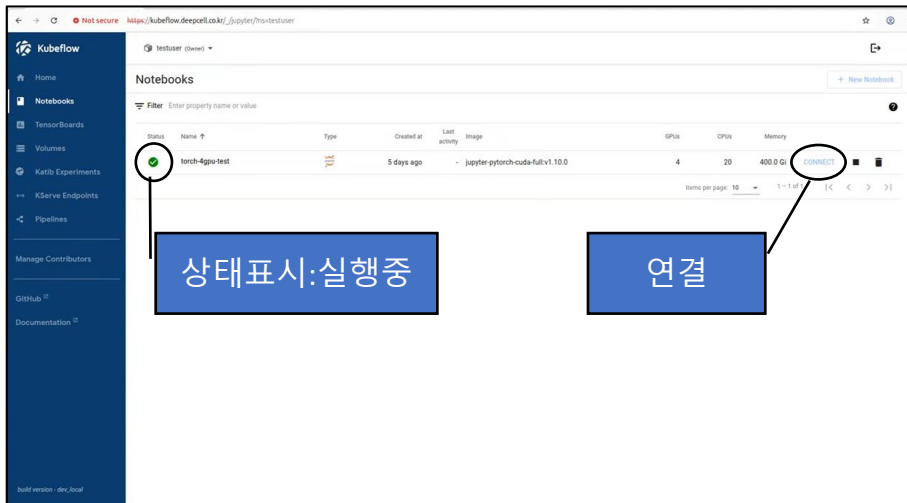 Not secure https://kubeflow.deepcell.co.kr/_/jupyter/?ns=testuser
Kubeflow
testuser (Owner)
Home
Notebooks
TensorBoards
Volumes
Katib Experiments
KServe Endpoints
Pipelines
Manage Contributors
GitHub
Documentation
build version - dev_local
Notebooks
+ New Notebook
Filter Enter property name or value
Status Name Type Created at Last activity Image GPUs CPUs Memory
torch-4gpu-test 5 days ago - jupyter-pytorch-cuda-full:v1.10.0 4 20 400.0 Gi CONNECT
Items per page: 10 1 – 1 of 1
상태표시:실행중
연결